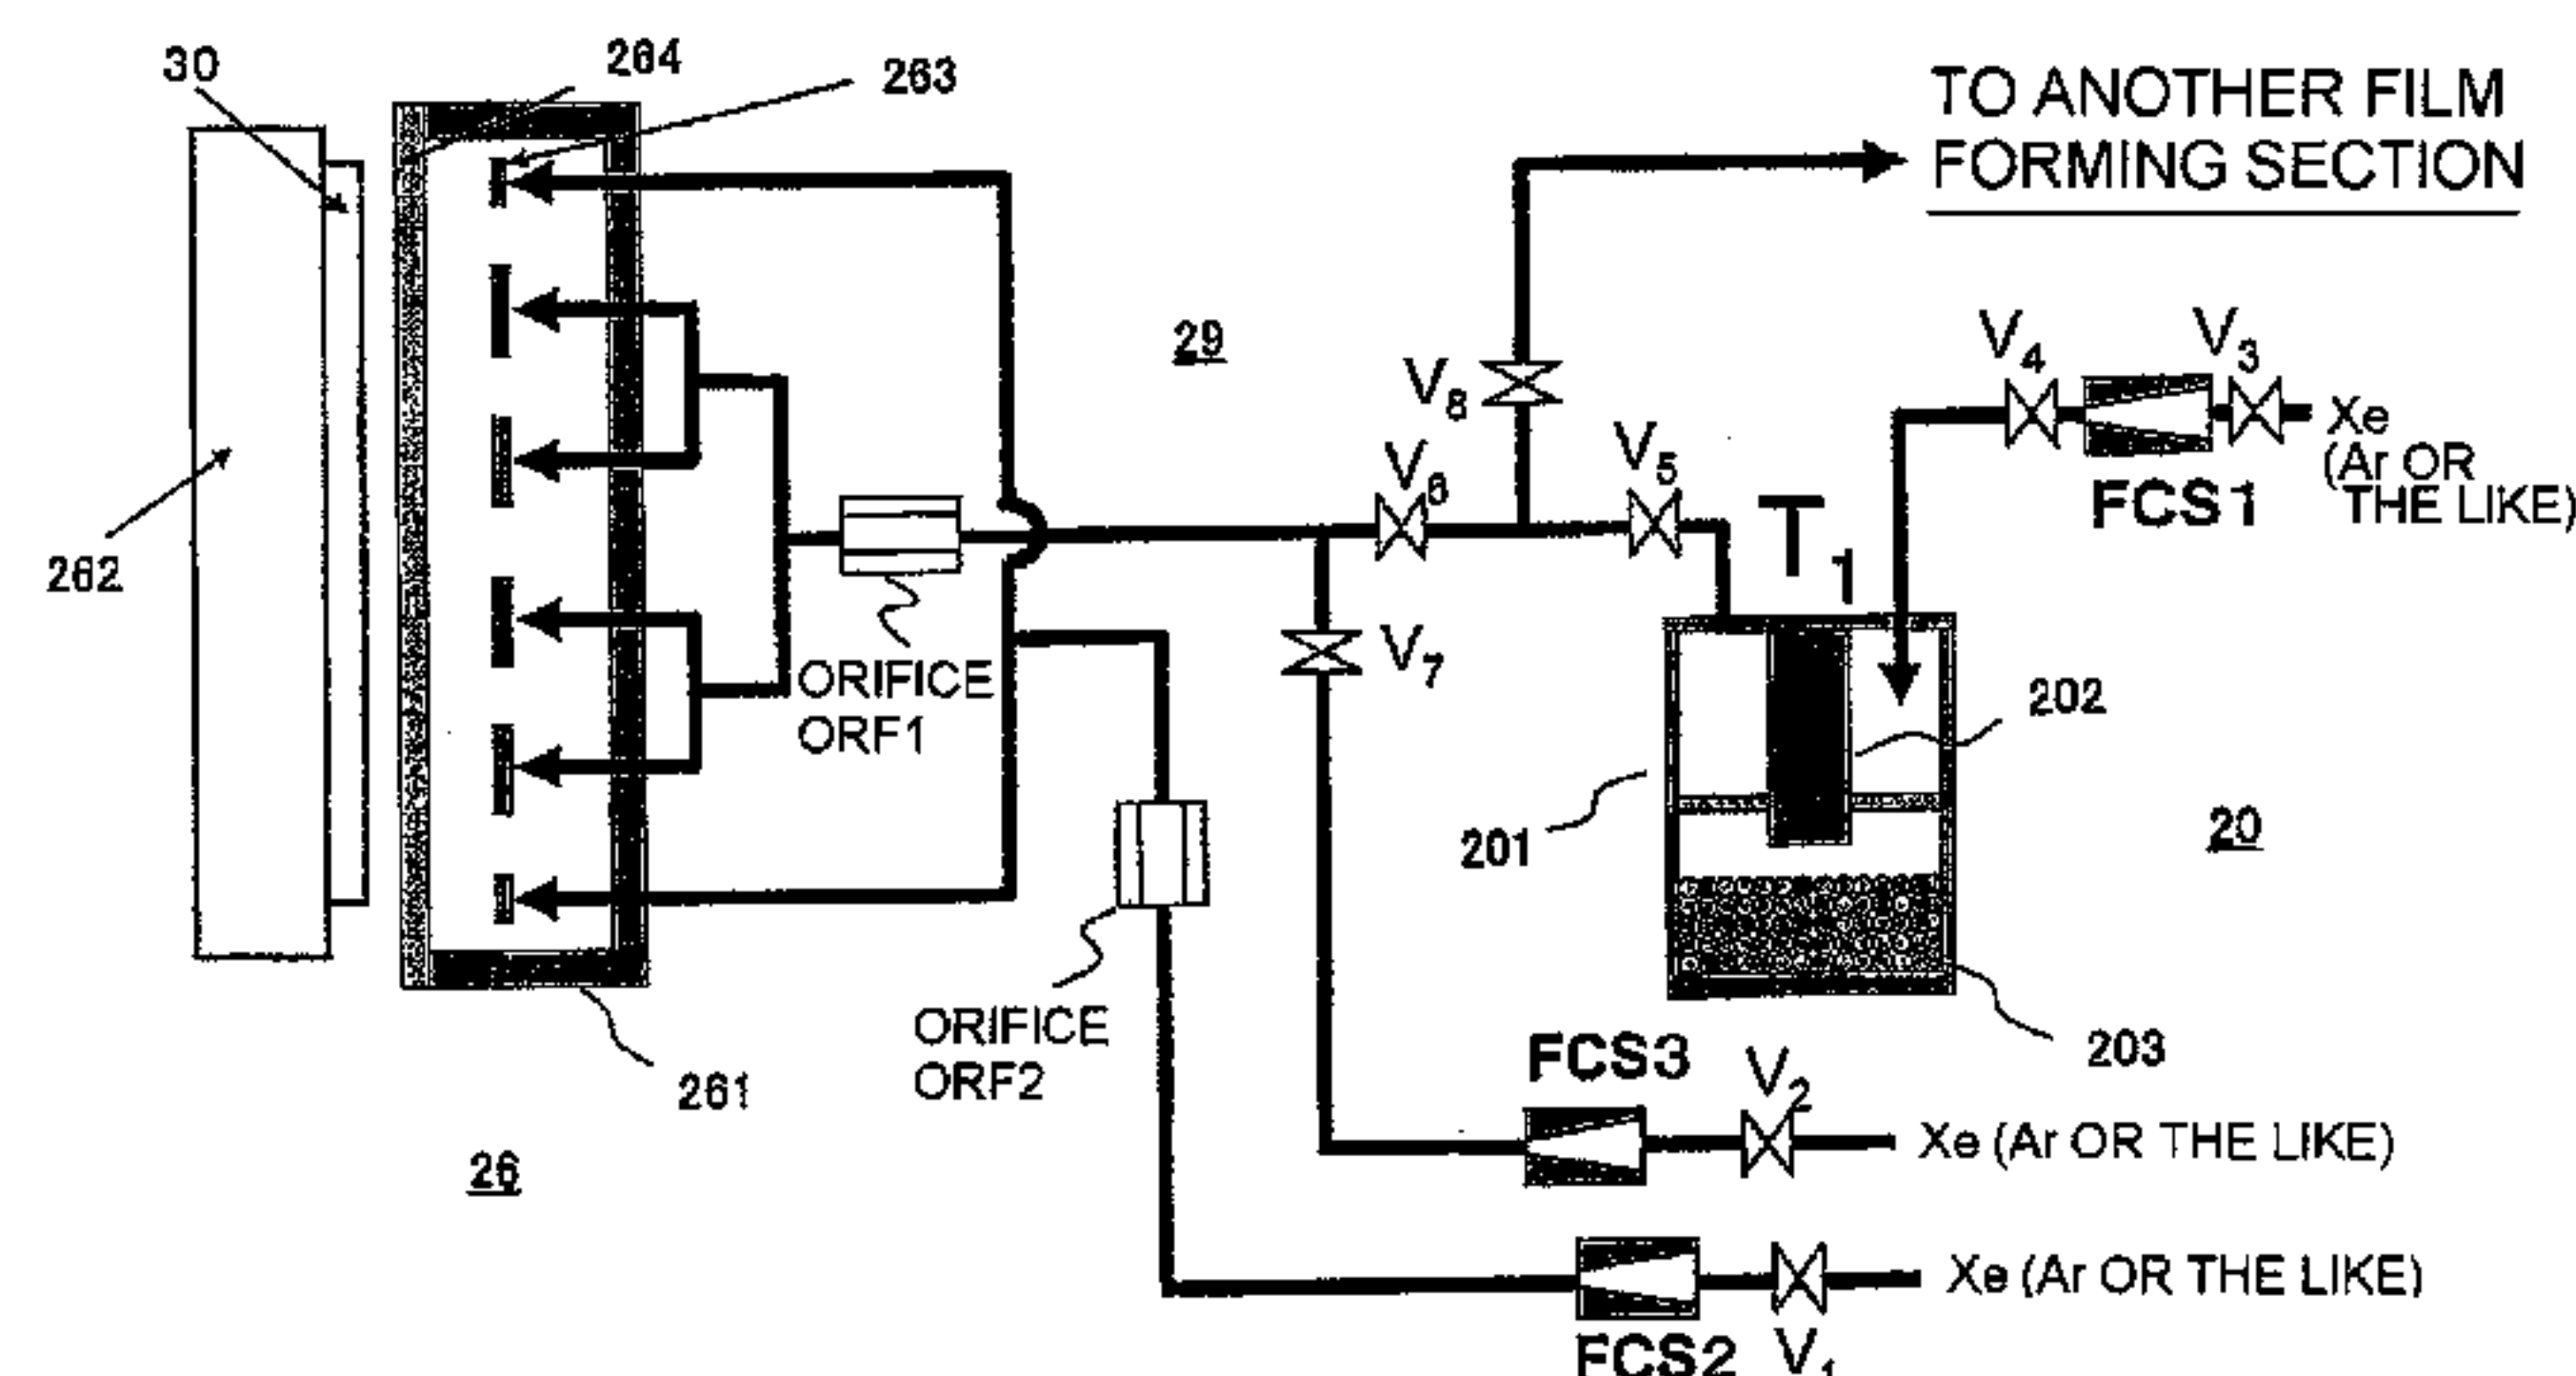 30
264
263
TO ANOTHER FILM
FORMING SECTION
29
V8
V6
V5
V4
V3
Xe
(Ar OR
THE LIKE)
FCS1
T1
262
ORIFICE
ORF1
V7
202
201
20
203
ORIFICE
ORF2
261
26
FCS3
V2
Xe (Ar OR THE LIKE)
Xe (Ar OR THE LIKE)
FCS2
V1